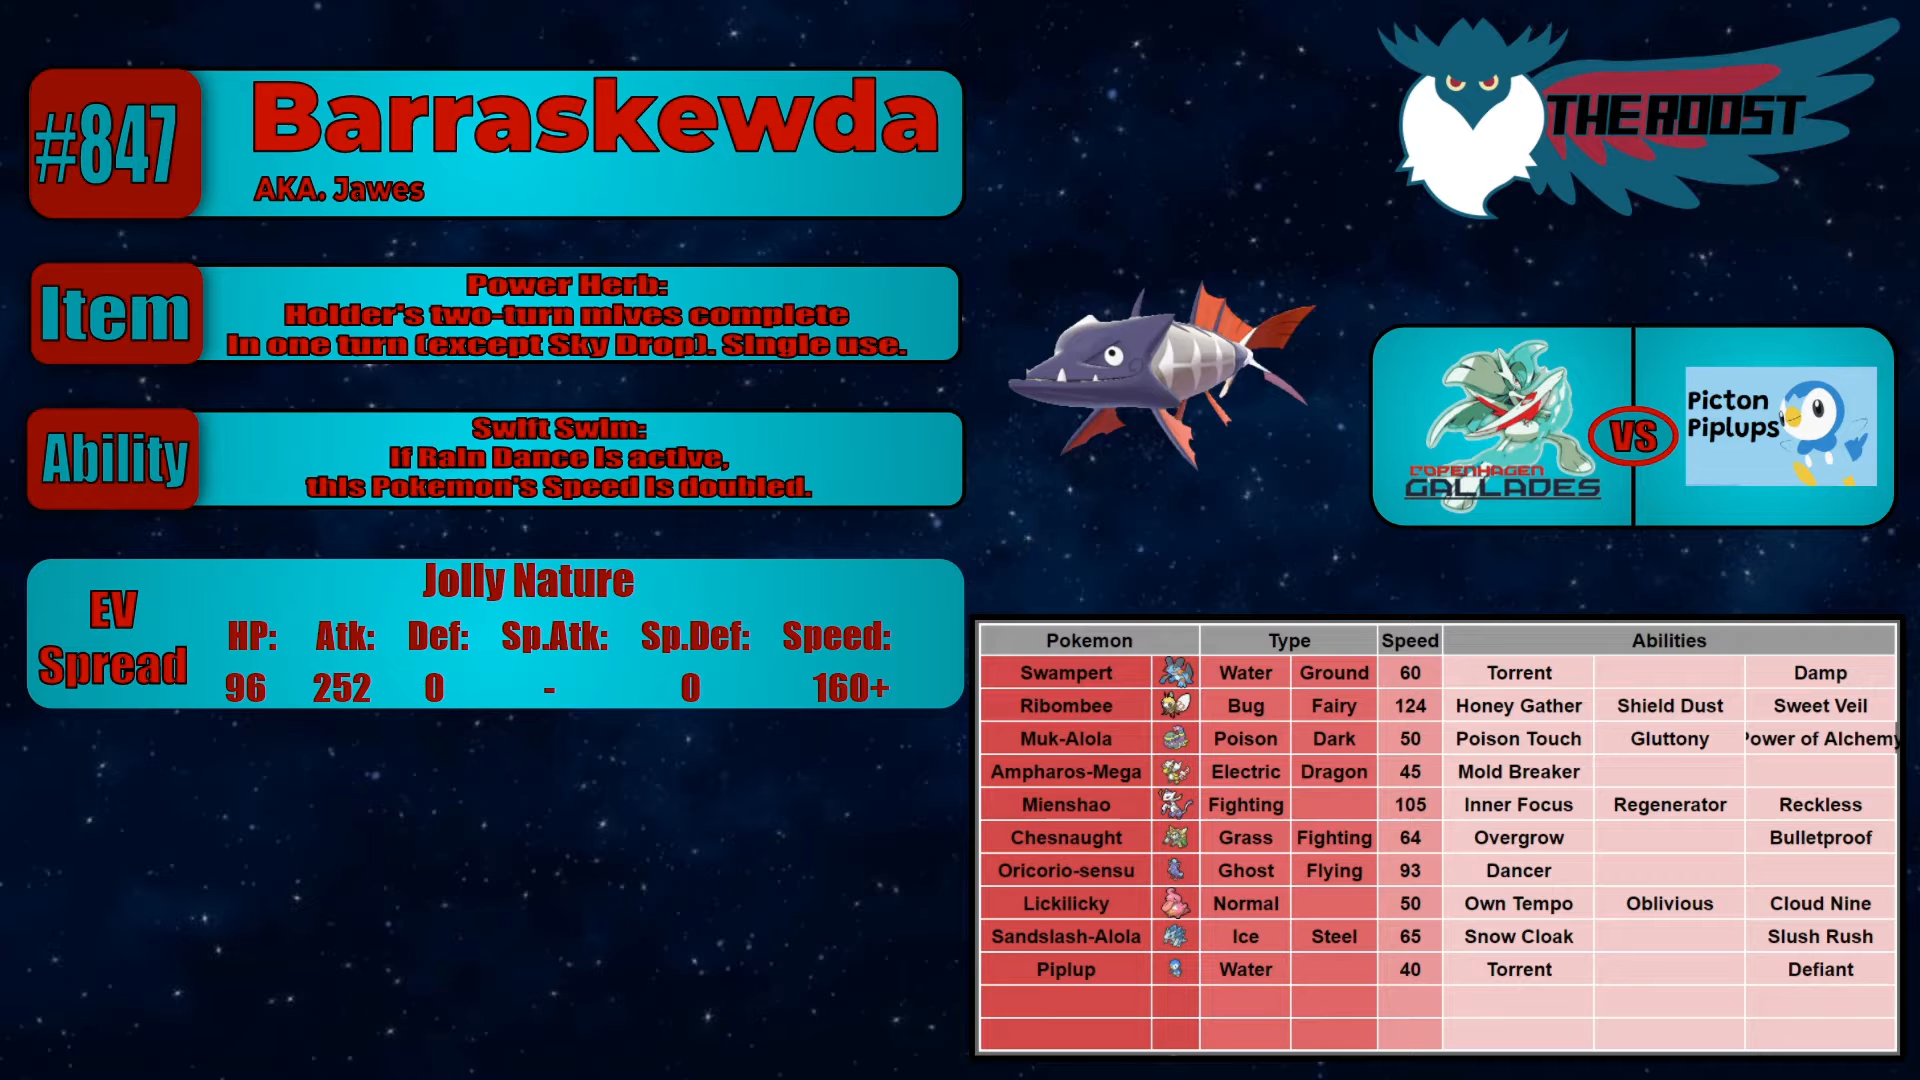 #847
Barraskewda
AKA. Jawes
THE ROOST
Item
Power Herb:
Holder's two-turn mives complete
In one turn (except Sky Drop). Single use.
Ability
Swift Swim:
If Rain Dance is active,
this Pokemon's Speed is doubled.
COPENHAGEN
GALLADES
VS
Picton
Piplups
EV
Spread
Jolly Nature
HP: Atk: Def: Sp.Atk: Sp.Def: Speed:
96 252 0 - 0 160+
Pokemon Type Speed Abilities
Swampert Water Ground 60 Torrent Damp
Ribombee Bug Fairy 124 Honey Gather Shield Dust Sweet Veil
Muk-Alola Poison Dark 50 Poison Touch Gluttony Power of Alchemy
Ampharos-Mega Electric Dragon 45 Mold Breaker
Mienshao Fighting 105 Inner Focus Regenerator Reckless
Chesnaught Grass Fighting 64 Overgrow Bulletproof
Oricorio-sensu Ghost Flying 93 Dancer
Lickilicky Normal 50 Own Tempo Oblivious Cloud Nine
Sandslash-Alola Ice Steel 65 Snow Cloak Slush Rush
Piplup Water 40 Torrent Defiant